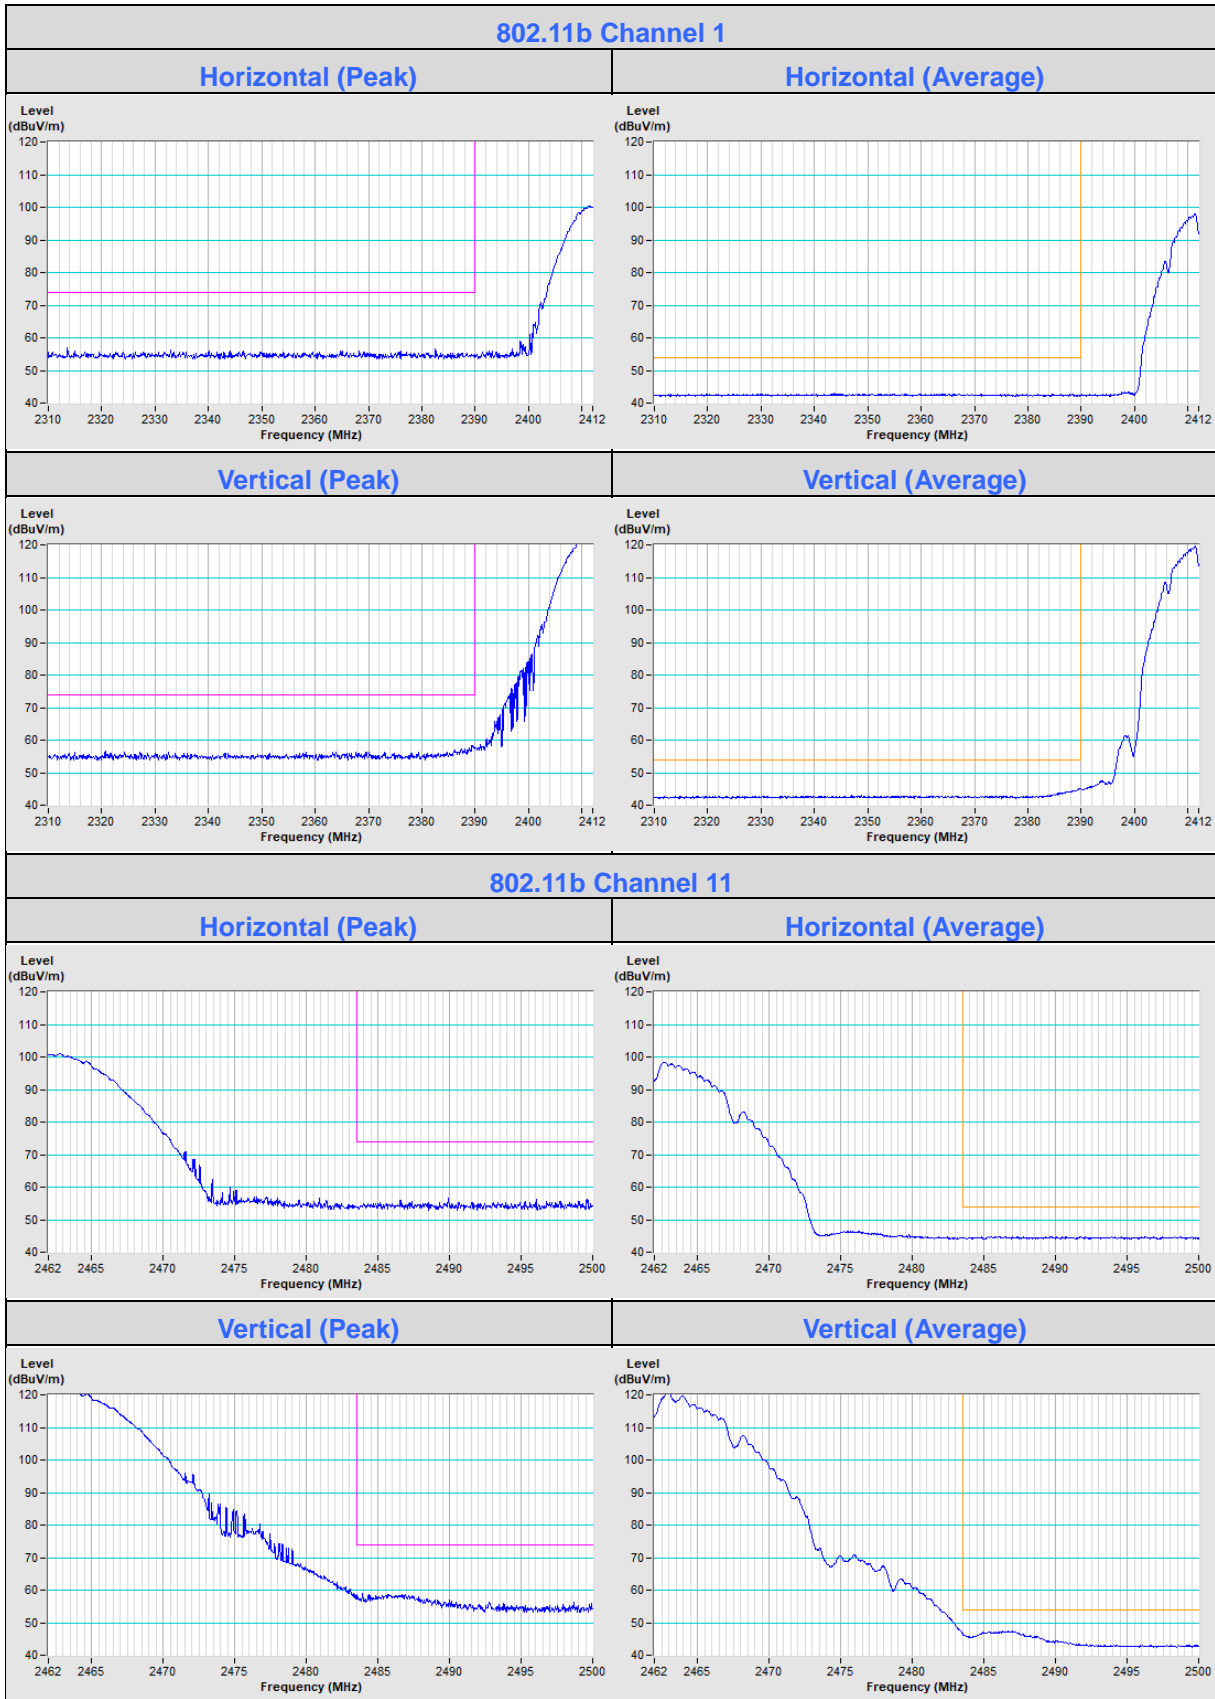 802.11b Channel 1
Horizontal (Peak) Horizontal (Average)
Level
(dBuV/m)
120
110
100
90
80
70
60
50
40
2310 2320 2330 2340 2350 2360 2370 2380 2390 2400 2412
Frequency (MHz)
Level
(dBuV/m)
120
110
100
90
80
70
60
50
40
2310 2320 2330 2340 2350 2360 2370 2380 2390 2400 2412
Frequency (MHz)
Vertical (Peak) Vertical (Average)
Level
(dBuV/m)
120
110
100
90
80
70
60
50
40
2310 2320 2330 2340 2350 2360 2370 2380 2390 2400 2412
Frequency (MHz)
Level
(dBuV/m)
120
110
100
90
80
70
60
50
40
2310 2320 2330 2340 2350 2360 2370 2380 2390 2400 2412
Frequency (MHz)
802.11b Channel 11
Horizontal (Peak) Horizontal (Average)
Level
(dBuV/m)
120
110
100
90
80
70
60
50
40
2462 2465 2470 2475 2480 2485 2490 2495 2500
Frequency (MHz)
Level
(dBuV/m)
120
110
100
90
80
70
60
50
40
2462 2465 2470 2475 2480 2485 2490 2495 2500
Frequency (MHz)
Vertical (Peak) Vertical (Average)
Level
(dBuV/m)
120
110
100
90
80
70
60
50
40
2462 2465 2470 2475 2480 2485 2490 2495 2500
Frequency (MHz)
Level
(dBuV/m)
120
110
100
90
80
70
60
50
40
2462 2465 2470 2475 2480 2485 2490 2495 2500
Frequency (MHz)